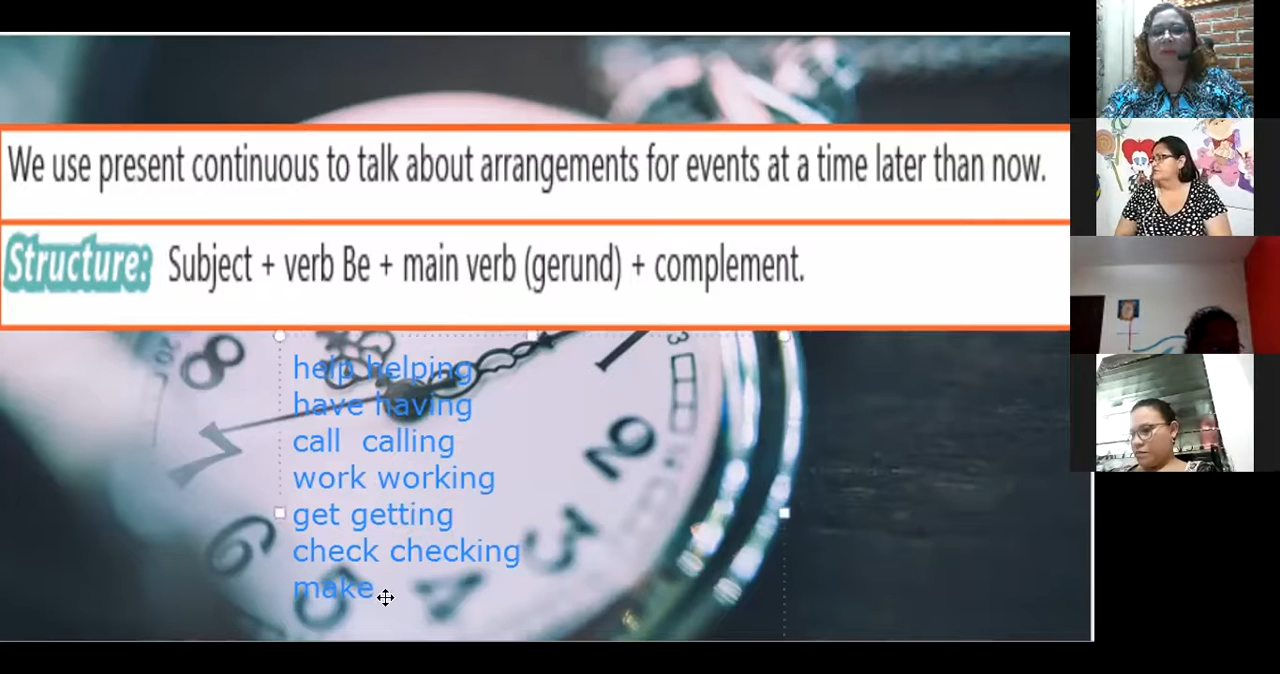 We use present continuous to talk about arrangements for events at a time later than now.
Structure: Subject + verb Be + main verb (gerund) + complement.
help helping
have having
call calling
work working
get getting
check checking
make